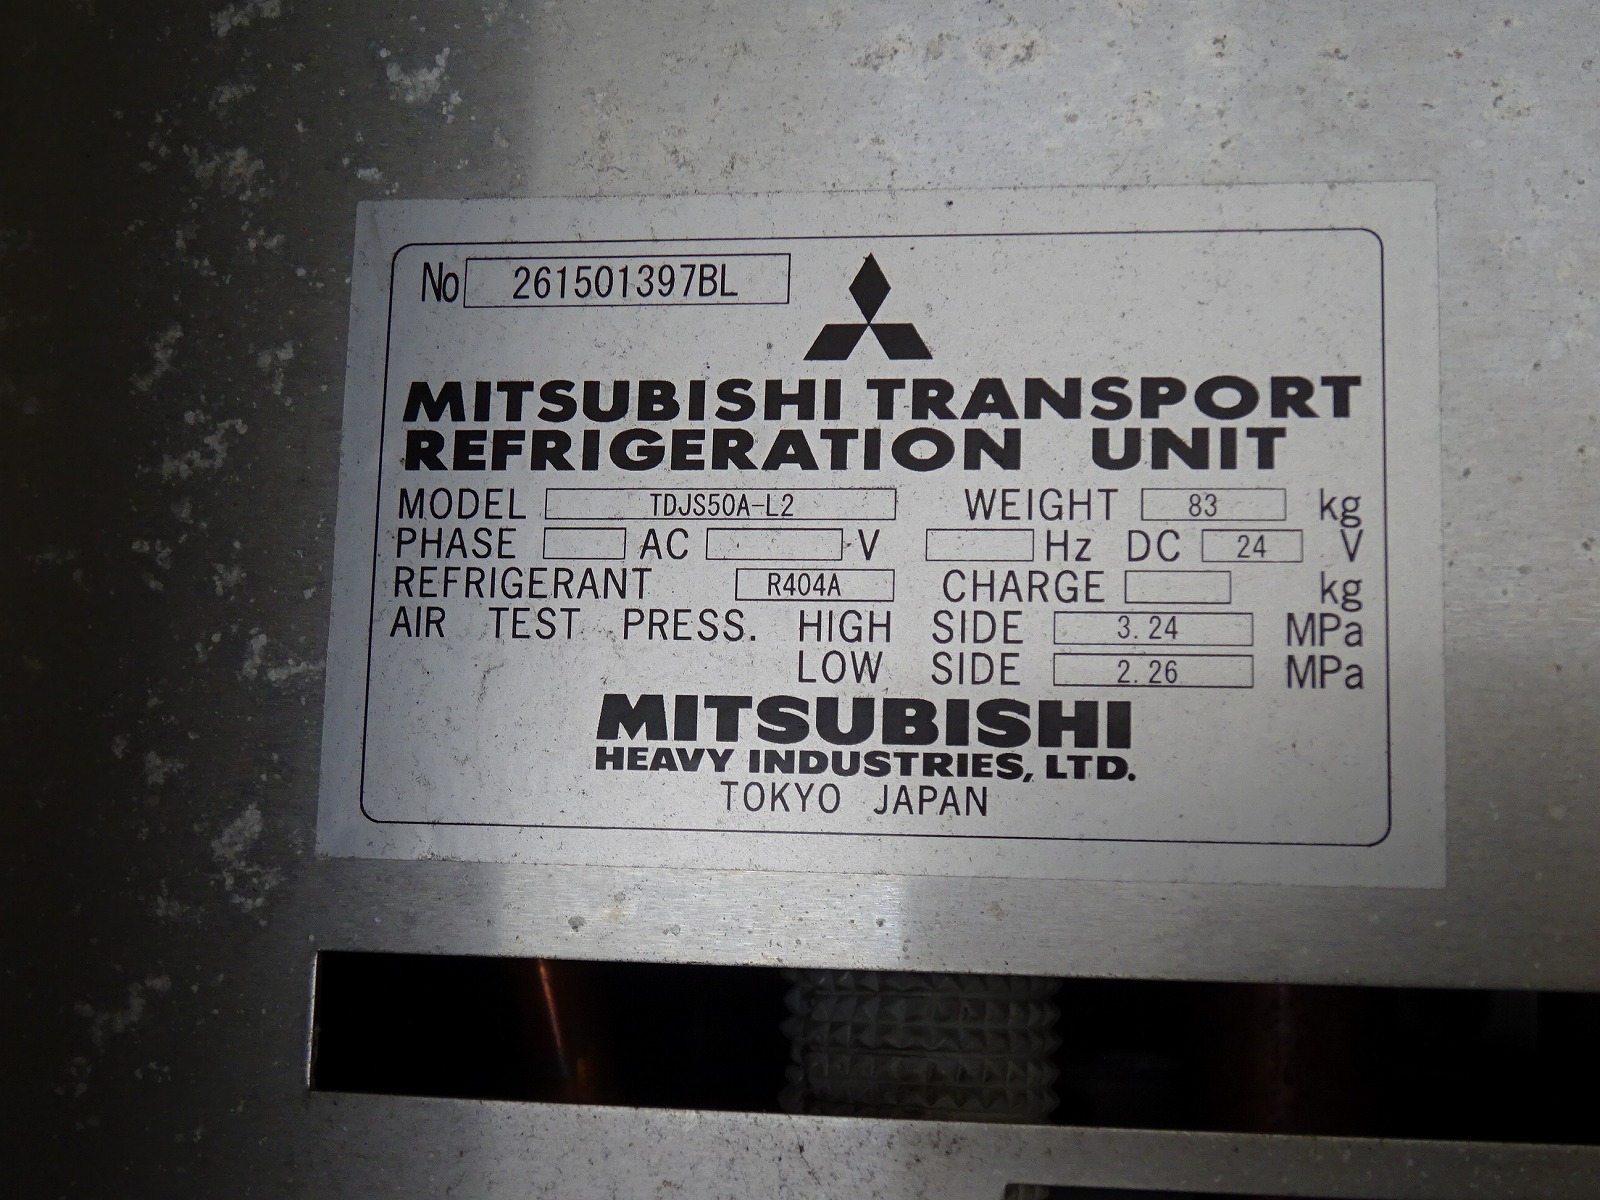 No 261501397BL
MITSUBISHI TRANSPORT
REFRIGERATION UNIT
MODEL TDJS50A-L2 WEIGHT 83 kg
PHASE AC V Hz DC 24 V
REFRIGERANT R404A CHARGE kg
AIR TEST PRESS. HIGH SIDE 3.24 MPa
LOW SIDE 2.26 MPa
MITSUBISHI
HEAVY INDUSTRIES, LTD.
TOKYO JAPAN